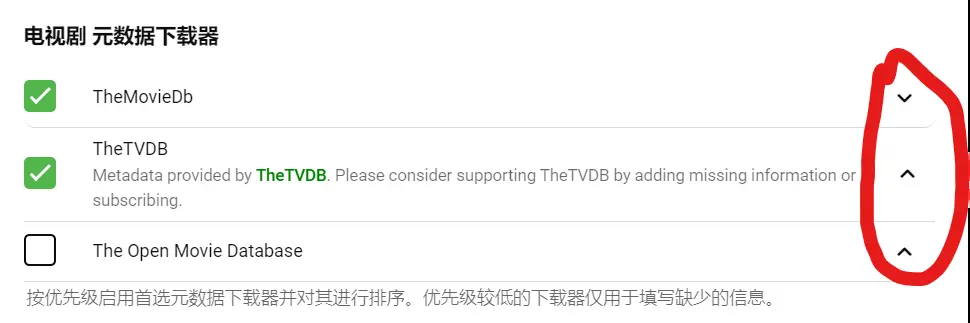 电视剧 元数据下载器
TheMovieDb
TheTVDB
Metadata provided by TheTVDB. Please consider supporting TheTVDB by adding missing information or
subscribing.
The Open Movie Database
按优先级启用首选元数据下载器并对其进行排序。优先级较低的下载器仅用于填写缺少的信息。